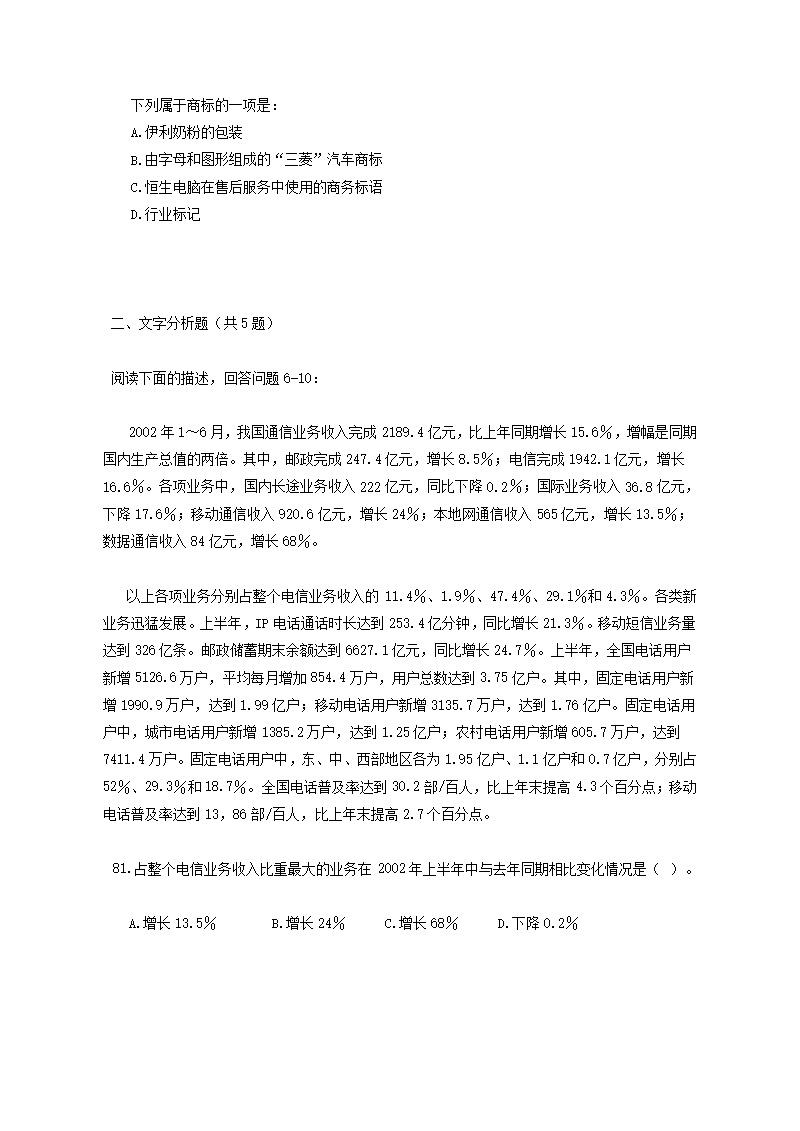 下列属于商标的一项是:
A.伊利奶粉的包装
B.由字母和图形组成的“三菱”汽车商标
C.恒生电脑在售后服务中使用的商务标语
D.行业标记
二、文字分析题(共5题)
阅读下面的描述，回答问题6-10:
2002年1～6月，我国通信业务收入完成2189.4亿元，比上年同期增长15.6％，增幅是同期
国内生产总值的两倍。其中，邮政完成247.4亿元，增长8.5％；电信完成1942.1亿元，增长
16.6％。各项业务中，国内长途业务收入222亿元，同比下降0.2％；国际业务收入36.8亿元，
下降17.6％；移动通信收入920.6亿元，增长24％；本地网通信收入565亿元，增长13.5％；
数据通信收入84亿元，增长68％。
以上各项业务分别占整个电信业务收入的11.4％、1.9％、47.4％、29.1％和4.3％。各类新
业务迅猛发展。上半年，IP电话通话时长达到253.4亿分钟，同比增长21.3％。移动短信业务量
达到326亿条。邮政储蓄期末余额达到6627.1亿元，同比增长24.7％。上半年，全国电话用户
新增5126.6万户，平均每月增加854.4万户，用户总数达到3.75亿户。其中，固定电话用户新
增1990.9万户，达到1.99亿户；移动电话用户新增3135.7万户，达到1.76亿户。固定电话用
户中，城市电话用户新增1385.2万户，达到1.25亿户；农村电话用户新增605.7万户，达到
7411.4万户。固定电话用户中，东、中、西部地区各为1.95亿户、1.1亿户和0.7亿户，分别占
52％、29.3％和18.7％。全国电话普及率达到30.2部/百人，比上年末提高4.3个百分点；移动
电话普及率达到13，86部/百人，比上年末提高2.7个百分点。
81.占整个电信业务收入比重最大的业务在2002年上半年中与去年同期相比变化情况是( )。
A.增长13.5％ B.增长24％ C.增长68％ D.下降0.2％